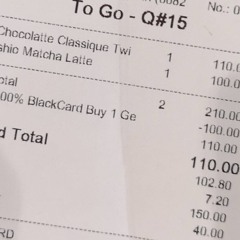 To Go - Q#15
No.: 0
Chocolatte Classique Twi 1 110.0
shio Matcha Latte 1 100.0
otal 2 210.00
00% BlackCard Buy 1 Ge -100.00
110.00
d Total 110.00
102.80
7.20
150.00
RD 40.00